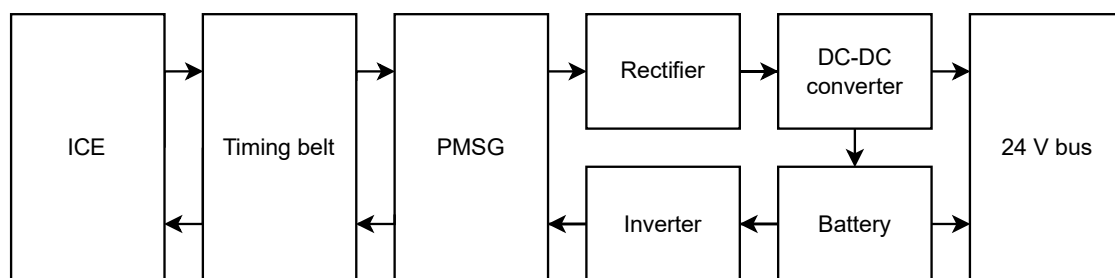 ICE
Timing belt
PMSG
Rectifier
DC-DC
converter
24 V bus
Inverter
Battery